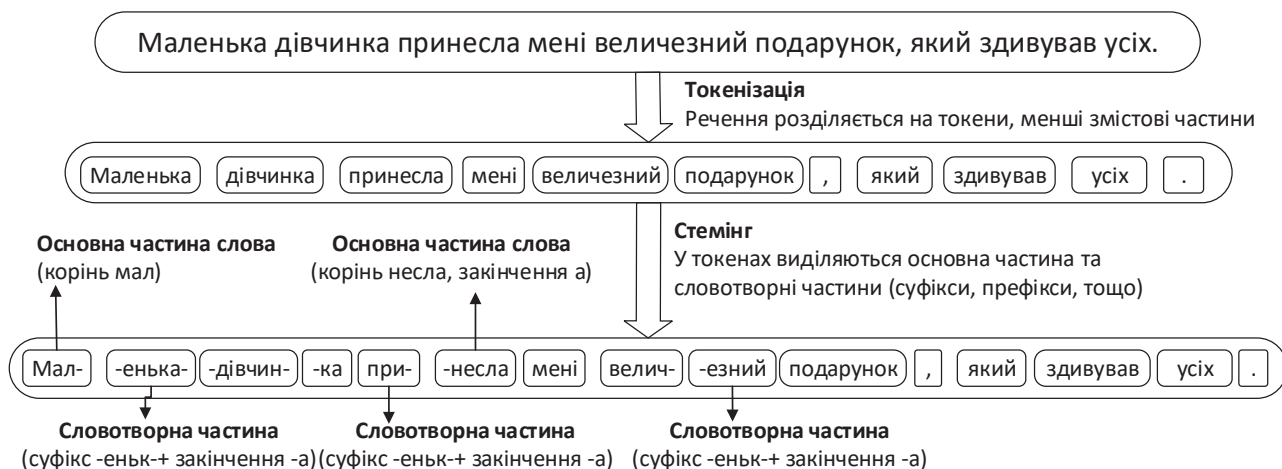 Маленька дівчинка принесла мені величезний подарунок, який здивував усіх.
Токенізація
Речення розділяється на токени, менші змістові частини
Маленька дівчинка принесла мені величезний подарунок , який здивував усіх .
Стемінг
У токенах виділяються основна частина та
словотворні частини (суфікси, префікси, тощо)
Основна частина слова
(корінь мал)
Основна частина слова
(корінь несла, закінчення а)
Мал- -енька- -дівчин- -ка при- -несла мені велич- -езний подарунок , який здивував усіх .
Словотворна частина
(суфікс -еньк-+ закінчення -а)
Словотворна частина
(суфікс -еньк-+ закінчення -а)
Словотворна частина
(суфікс -еньк-+ закінчення -а)